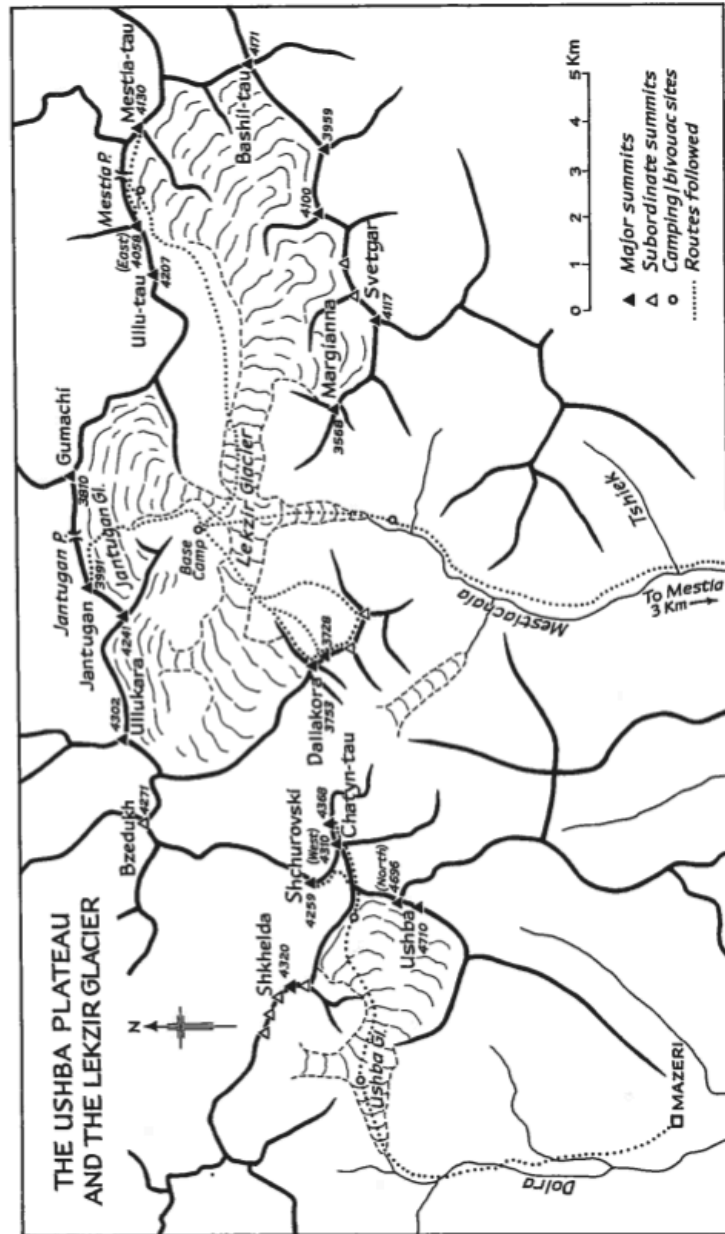 THE USHBA PLATEAU
AND THE LEKZIR GLACIER
N
Bzedukh
4271
4302
Ullukara
4241
Jantugan
3991
Jantugan P.
Jantugan Gl.
3810
Gumachi
Ullu-tau
4207
(East)
4058
Mestia P.
Mestia-tau
4130
Bashil-tau
4171
3959
4100
Svetgar
4117
Margianna
3568
Lekzir Glacier
Base
Camp
Dallakora
3753
3728
Shkhelda
4320
Shchurovski
4259
(West)
4310
4368
Chatyn-tau
(North)
4696
Ushba
4710
Ushba Gl.
Dolra
MAZERI
Mestiachala
To Mestia
3 Km
Tshiek
0 1 2 3 4 5 Km
Major summits
Subordinate summits
Camping/bivouac sites
Routes followed